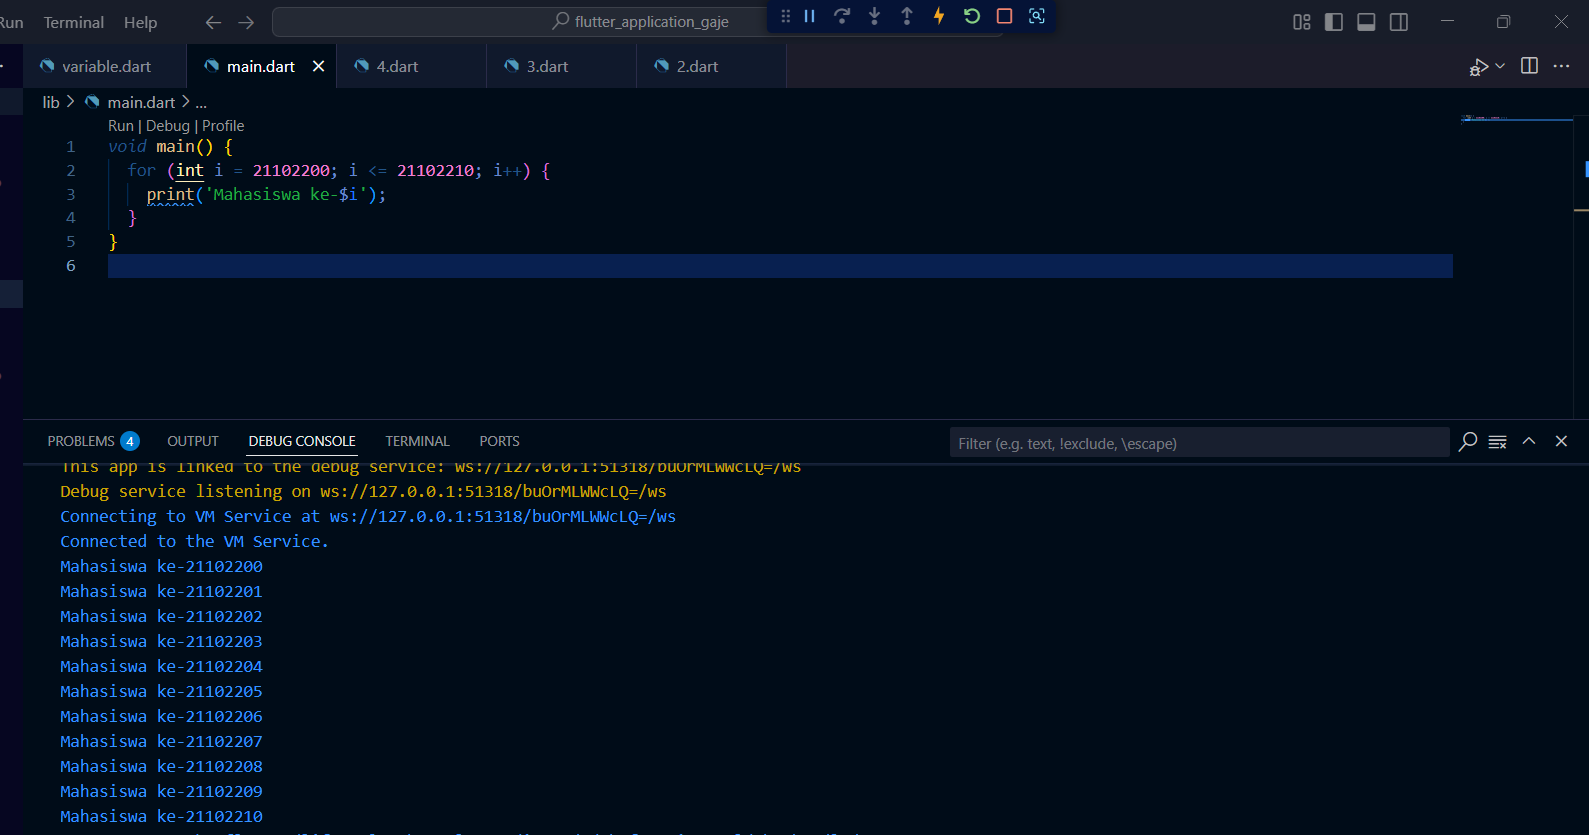 Run Terminal Help flutter_application_gaje
variable.dart main.dart 4.dart 3.dart 2.dart
lib > main.dart > ...
Run | Debug | Profile
1 void main() {
2 for (int i = 21102200; i <= 21102210; i++) {
3 print('Mahasiswa ke-$i');
4 }
5 }
6
PROBLEMS 4 OUTPUT DEBUG CONSOLE TERMINAL PORTS Filter (e.g. text, !exclude, \escape)
This app is linked to the debug service: ws://127.0.0.1:51318/buOrMLWWcLQ=/ws
Debug service listening on ws://127.0.0.1:51318/buOrMLWWcLQ=/ws
Connecting to VM Service at ws://127.0.0.1:51318/buOrMLWWcLQ=/ws
Connected to the VM Service.
Mahasiswa ke-21102200
Mahasiswa ke-21102201
Mahasiswa ke-21102202
Mahasiswa ke-21102203
Mahasiswa ke-21102204
Mahasiswa ke-21102205
Mahasiswa ke-21102206
Mahasiswa ke-21102207
Mahasiswa ke-21102208
Mahasiswa ke-21102209
Mahasiswa ke-21102210